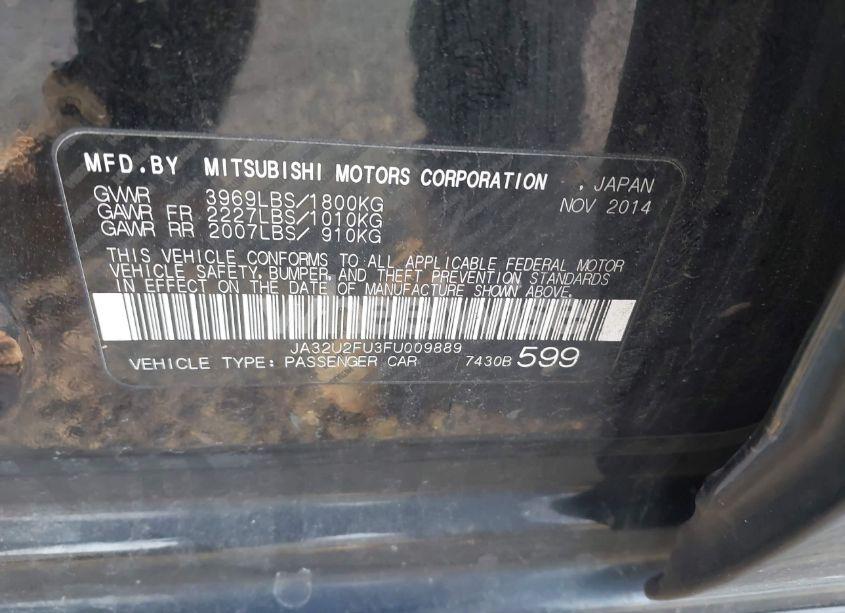 MFD.BY MITSUBISHI MOTORS CORPORATION , JAPAN
GVWR 3969LBS/1800KG NOV 2014
GAWR FR 2227LBS/1010KG
GAWR RR 2007LBS/ 910KG
THIS VEHICLE CONFORMS TO ALL APPLICABLE FEDERAL MOTOR
VEHICLE SAFETY, BUMPER, AND THEFT PREVENTION STANDARDS
IN EFFECT ON THE DATE OF MANUFACTURE SHOWN ABOVE.
JA32U2FU3FU009889
VEHICLE TYPE: PASSENGER CAR 7430B 599